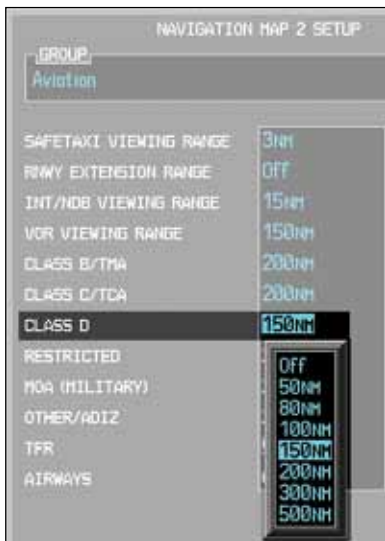 NAVIGATION MAP 2 SETUP
GROUP
Aviation
SAFETAXI VIEWING RANGE 3NM
RNWY EXTENSION RANGE Off
INT/NDB VIEWING RANGE 15NM
VOR VIEWING RANGE 150NM
CLASS B/TMA 200NM
CLASS C/TCA 200NM
CLASS D 150NM
RESTRICTED
MOA (MILITARY)
OTHER/ADIZ
TFR
AIRWAYS
Off
50NM
80NM
100NM
150NM
200NM
300NM
500NM